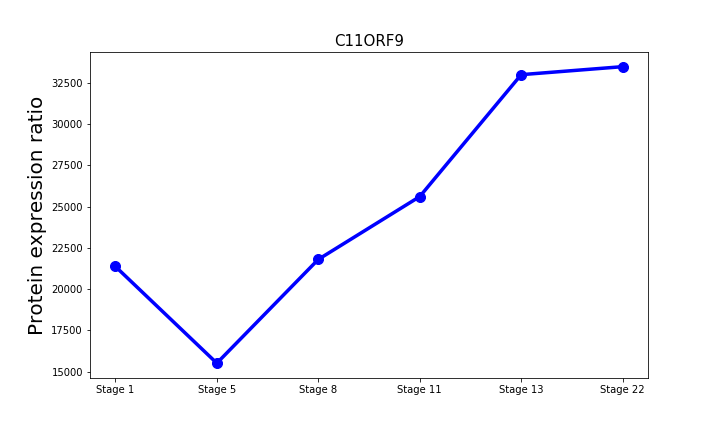 C11ORF9
Protein expression ratio
32500
30000
27500
25000
22500
20000
17500
15000
Stage 1
Stage 5
Stage 8
Stage 11
Stage 13
Stage 22